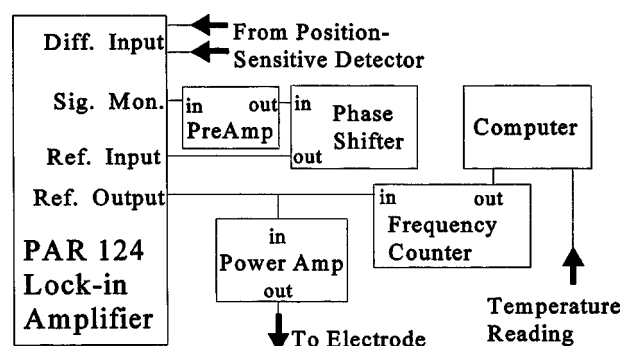 Diff. Input
From Position-
Sensitive Detector
Sig. Mon.
in out
PreAmp
in
Phase
Shifter
out
Computer
Ref. Input
Ref. Output
in out
Frequency
Counter
in
Power Amp
out
PAR 124
Lock-in
Amplifier
To Electrode
Temperature
Reading